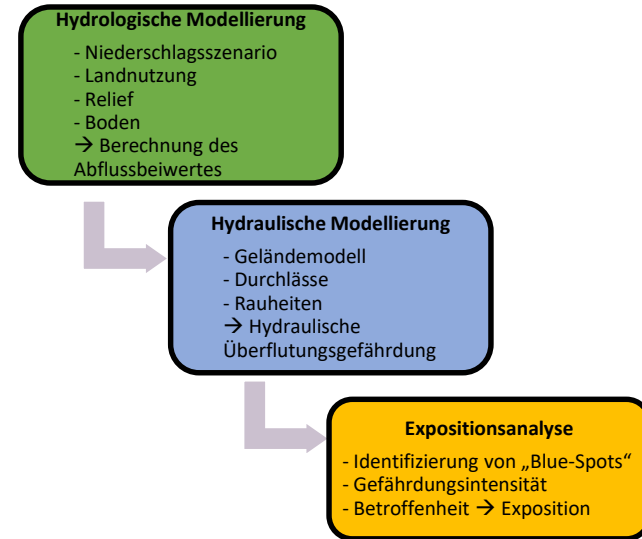 Hydrologische Modellierung
- Niederschlagsszenario
- Landnutzung
- Relief
- Boden
→ Berechnung des
Abflussbeiwertes
Hydraulische Modellierung
- Geländemodell
- Durchlässe
- Rauheiten
→ Hydraulische
Überflutungsgefährdung
Expositionsanalyse
- Identifizierung von „Blue-Spots“
- Gefährdungsintensität
- Betroffenheit → Exposition